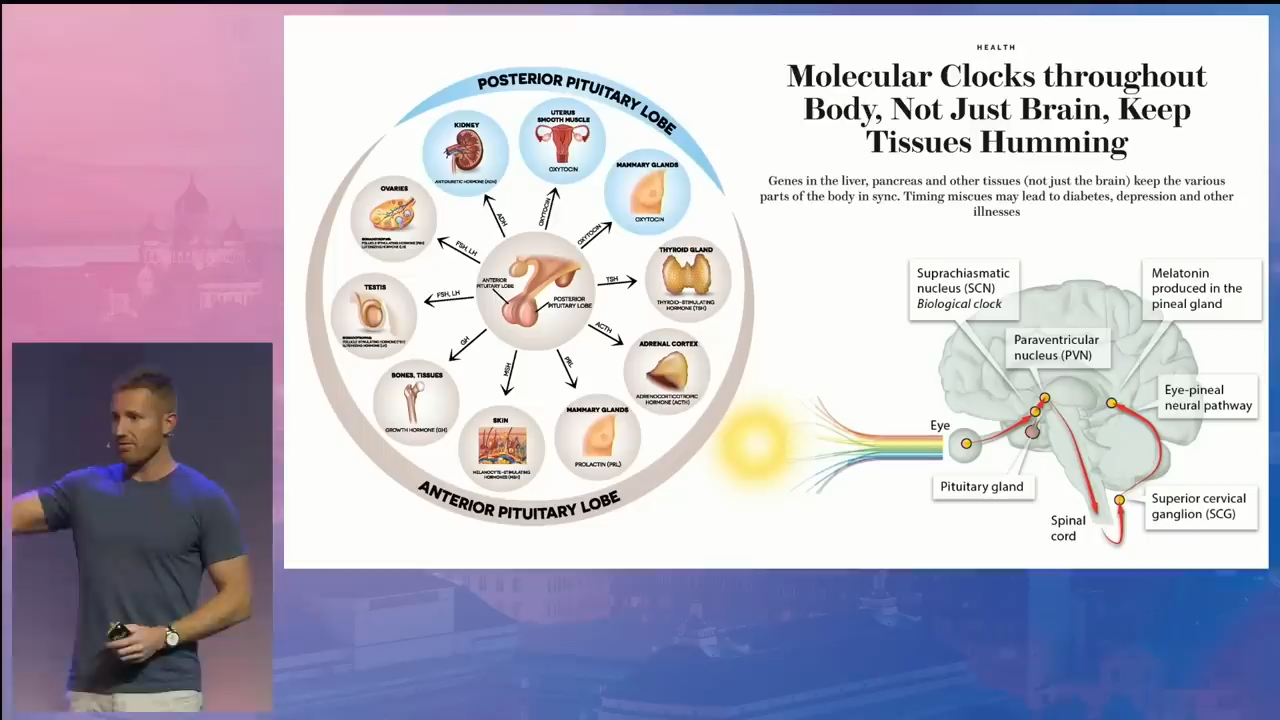 POSTERIOR PITUITARY LOBE
KIDNEY
ANTIDIURETIC HORMONE (ADH)
UTERUS
SMOOTH MUSCLE
OXYTOCIN
MAMMARY GLANDS
OXYTOCIN
OVARIES
THYROID GLAND
THYROID-STIMULATING
HORMONE (TSH)
TESTIS
ADRENAL CORTEX
ADRENOCORTICOTROPIC
HORMONE (ACTH)
BONES, TISSUES
GROWTH HORMONE (GH)
SKIN
MELANOCYTE-STIMULATING
HORMONES (MSH)
MAMMARY GLANDS
PROLACTIN (PRL)
ADH
OXYTOCIN
OXYTOCIN
FSH, LH
TSH
FSH, LH
ACTH
GH
MSH
PRL
ANTERIOR
PITUITARY LOBE
POSTERIOR
PITUITARY LOBE
ANTERIOR PITUITARY LOBE
HEALTH
Molecular Clocks throughout
Body, Not Just Brain, Keep
Tissues Humming
Genes in the liver, pancreas and other tissues (not just the brain) keep the various
parts of the body in sync. Timing miscues may lead to diabetes, depression and other
illnesses
Suprachiasmatic
nucleus (SCN)
Biological clock
Melatonin
produced in the
pineal gland
Paraventricular
nucleus (PVN)
Eye-pineal
neural pathway
Eye
Pituitary gland
Superior cervical
ganglion (SCG)
Spinal
cord